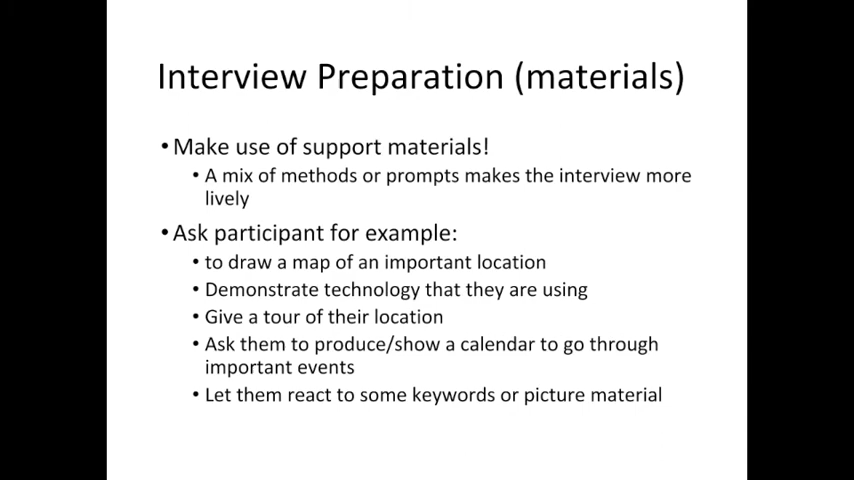 Interview Preparation (materials)
• Make use of support materials!
• A mix of methods or prompts makes the interview more
lively
• Ask participant for example:
• to draw a map of an important location
• Demonstrate technology that they are using
• Give a tour of their location
• Ask them to produce/show a calendar to go through
important events
• Let them react to some keywords or picture material